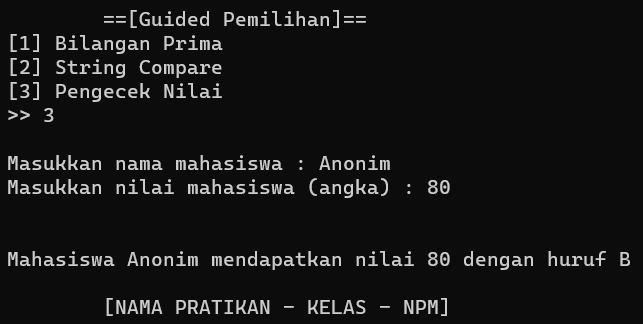 ==[Guided Pemilihan]==
[1] Bilangan Prima
[2] String Compare
[3] Pengecek Nilai
>> 3
Masukkan nama mahasiswa : Anonim
Masukkan nilai mahasiswa (angka) : 80
Mahasiswa Anonim mendapatkan nilai 80 dengan huruf B
[NAMA PRATIKAN - KELAS - NPM]